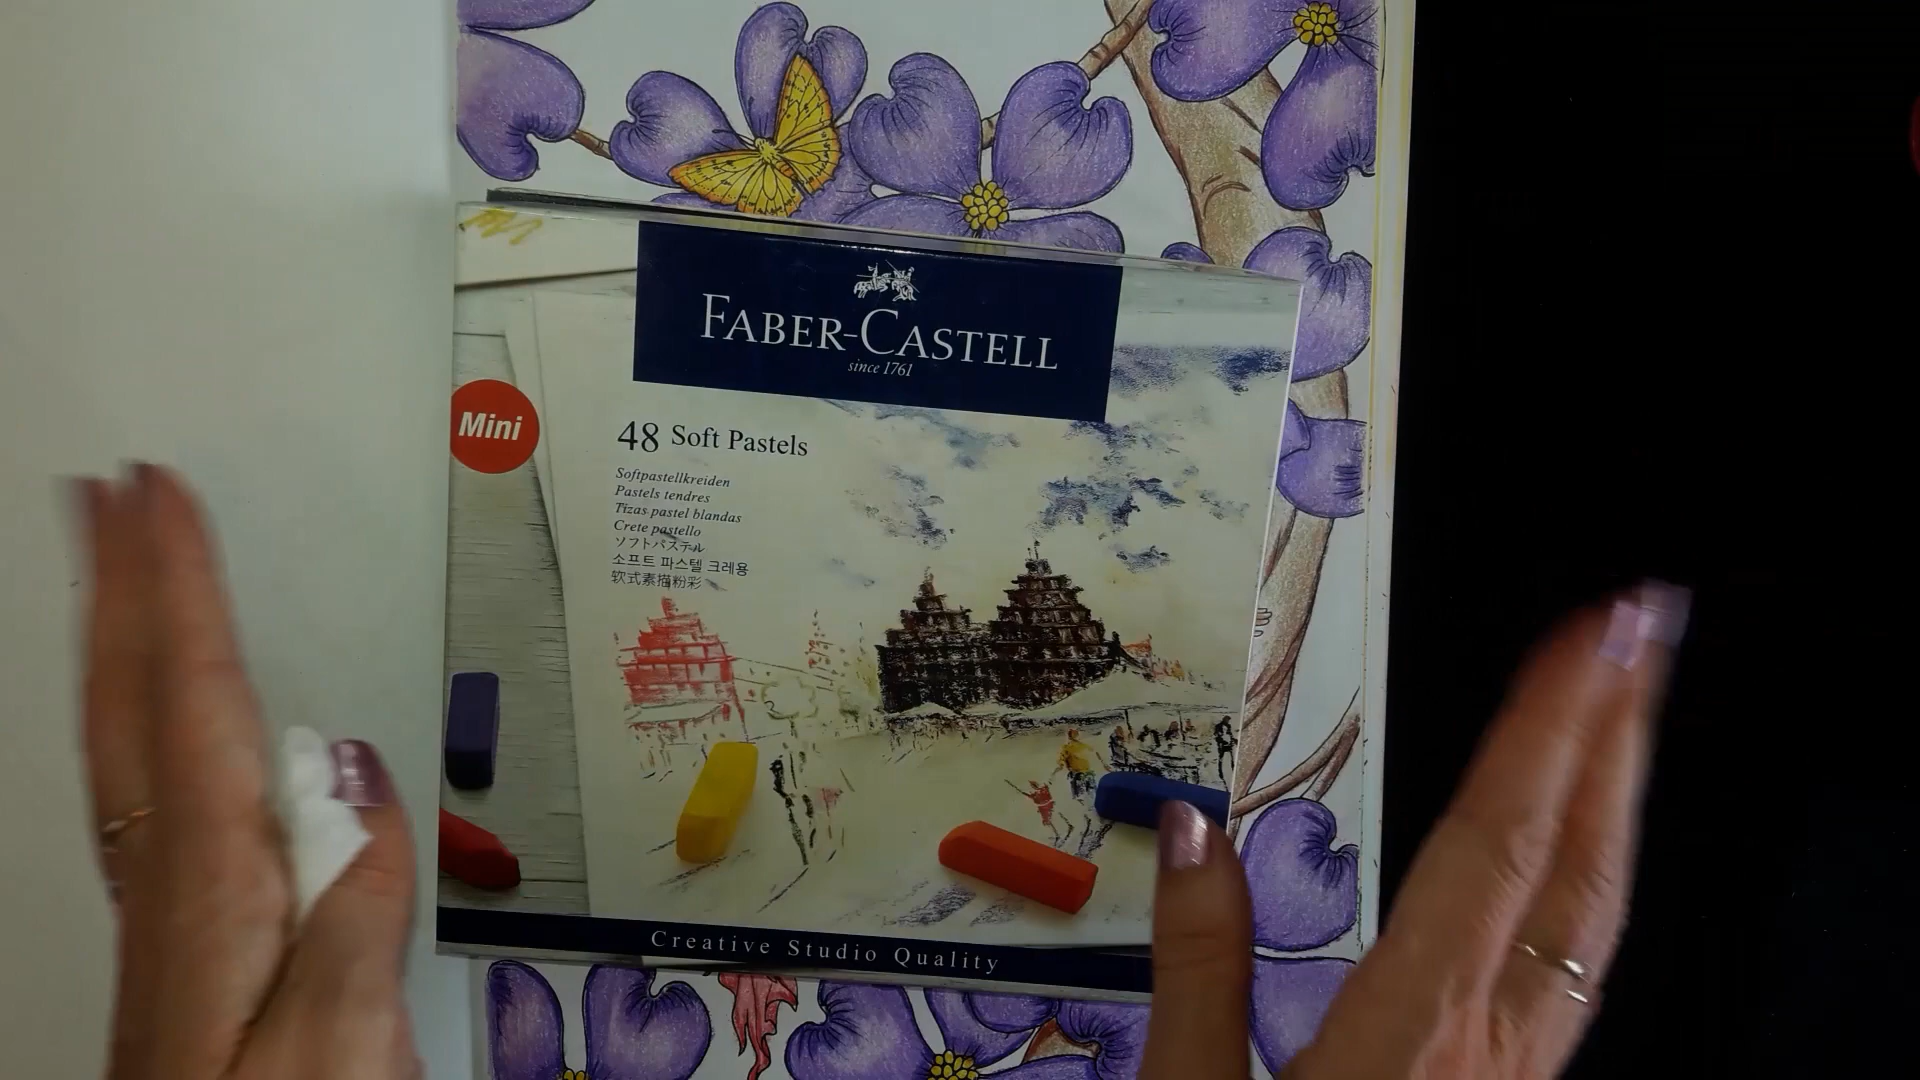 FABER-CASTELL
since 1761
Mini
48 Soft Pastels
Softpastellkreiden
Pastels tendres
Tizas pastel blandas
Crete pastello
ソフトパステル
소프트 파스텔 크레용
软式素描粉彩
Creative Studio Quality